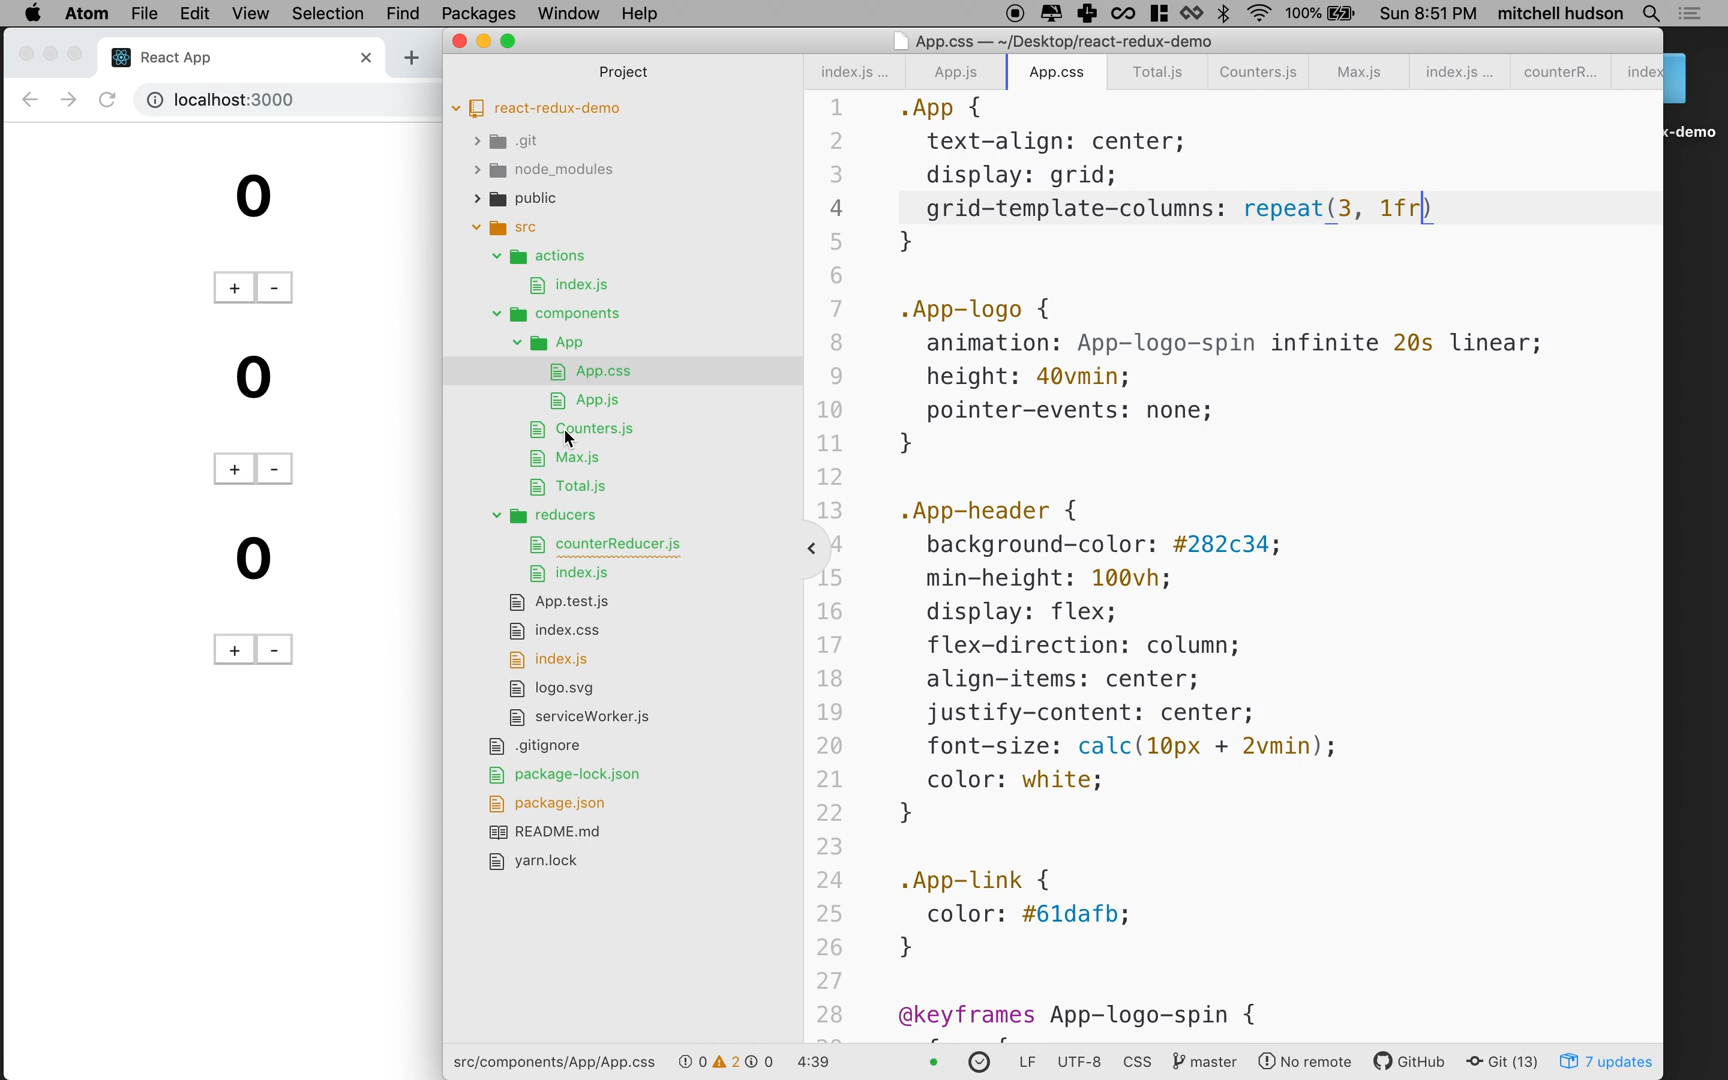 Atom File Edit View Selection Find Packages Window Help 100% Sun 8:51 PM mitchell hudson
React App
localhost:3000
0
+ -
0
+ -
0
+ -
App.css — ~/Desktop/react-redux-demo
Project
index.js ... App.js App.css Total.js Counters.js Max.js index.js ... counterR... index
react-redux-demo
.git
node_modules
public
src
actions
index.js
components
App
App.css
App.js
Counters.js
Max.js
Total.js
reducers
counterReducer.js
index.js
App.test.js
index.css
index.js
logo.svg
serviceWorker.js
.gitignore
package-lock.json
package.json
README.md
yarn.lock
1 .App {
2 text-align: center;
3 display: grid;
4 grid-template-columns: repeat(3, 1fr)
5 }
6
7 .App-logo {
8 animation: App-logo-spin infinite 20s linear;
9 height: 40vmin;
10 pointer-events: none;
11 }
12
13 .App-header {
4 background-color: #282c34;
15 min-height: 100vh;
16 display: flex;
17 flex-direction: column;
18 align-items: center;
19 justify-content: center;
20 font-size: calc(10px + 2vmin);
21 color: white;
22 }
23
24 .App-link {
25 color: #61dafb;
26 }
27
28 @keyframes App-logo-spin {
src/components/App/App.css 0 2 0 4:39 LF UTF-8 CSS master No remote GitHub Git (13) 7 updates
x-demo